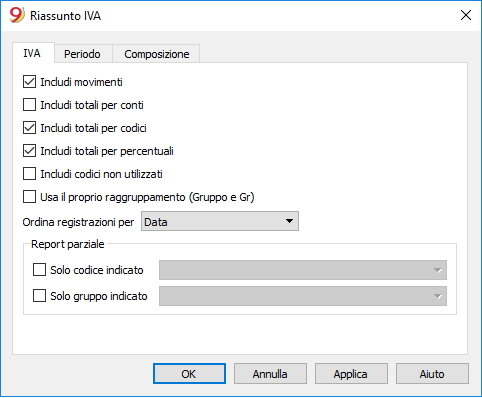 Riassunto IVA
IVA Periodo Composizione
Includi movimenti
Includi totali per conti
Includi totali per codici
Includi totali per percentuali
Includi codici non utilizzati
Usa il proprio raggruppamento (Gruppo e Gr)
Ordina registrazioni per Data
Report parziale
Solo codice indicato
Solo gruppo indicato
OK Annulla Applica Aiuto